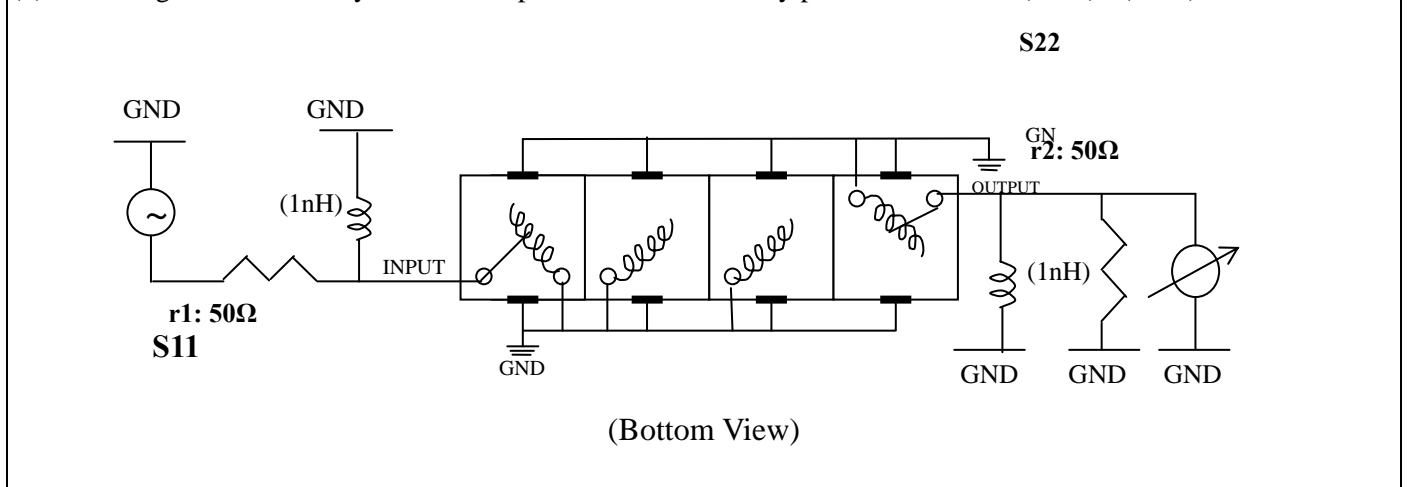 S22
GND
GND
GN
r2: 50Ω
(1nH)
OUTPUT
INPUT
(1nH)
r1: 50Ω
S11
GND
GND
GND
GND
(Bottom View)